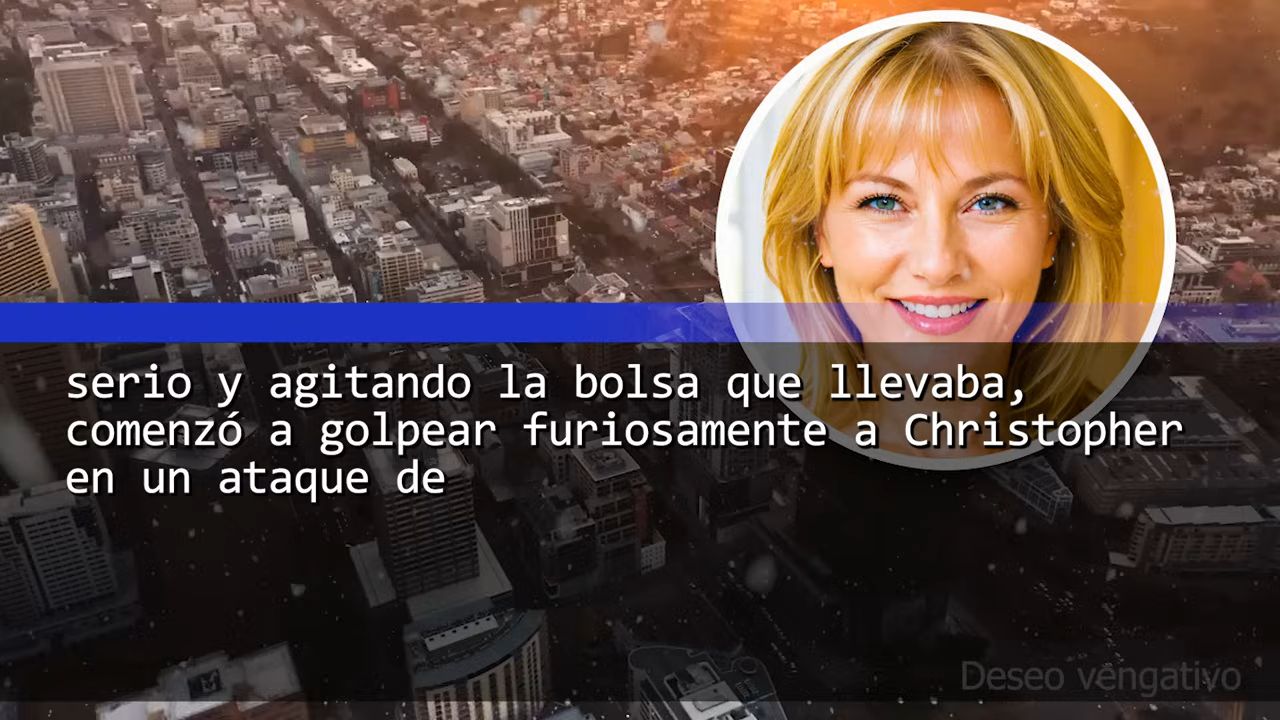 serio y agitando la bolsa que llevaba,
comenzó a golpear furiosamente a Christopher
en un ataque de
Deseo vengativo